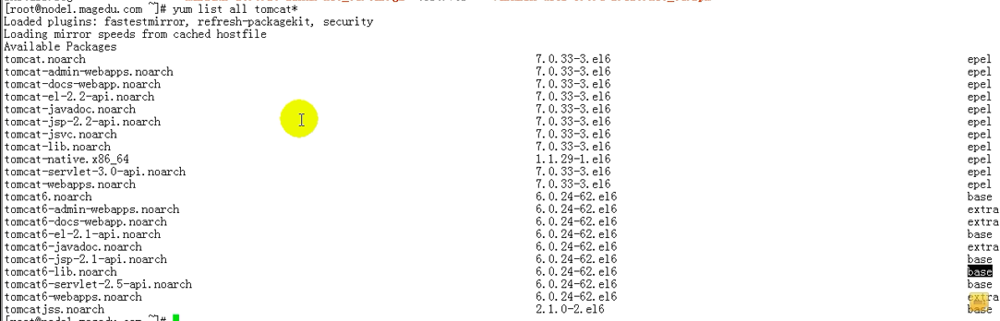 [root@node1.magedu.com ~]# yum list all tomcat*
Loaded plugins: fastestmirror, refresh-packagekit, security
Loading mirror speeds from cached hostfile
Available Packages
tomcat.noarch 7.0.33-3.el6 epel
tomcat-admin-webapps.noarch 7.0.33-3.el6 epel
tomcat-docs-webapp.noarch 7.0.33-3.el6 epel
tomcat-el-2.2-api.noarch 7.0.33-3.el6 epel
tomcat-javadoc.noarch 7.0.33-3.el6 epel
tomcat-jsp-2.2-api.noarch 7.0.33-3.el6 epel
tomcat-jsvc.noarch 7.0.33-3.el6 epel
tomcat-lib.noarch 7.0.33-3.el6 epel
tomcat-native.x86_64 1.1.29-1.el6 epel
tomcat-servlet-3.0-api.noarch 7.0.33-3.el6 epel
tomcat-webapps.noarch 7.0.33-3.el6 epel
tomcat6.noarch 6.0.24-62.el6 base
tomcat6-admin-webapps.noarch 6.0.24-62.el6 extra
tomcat6-docs-webapp.noarch 6.0.24-62.el6 extra
tomcat6-el-2.1-api.noarch 6.0.24-62.el6 base
tomcat6-javadoc.noarch 6.0.24-62.el6 extra
tomcat6-jsp-2.1-api.noarch 6.0.24-62.el6 base
tomcat6-lib.noarch 6.0.24-62.el6 base
tomcat6-servlet-2.5-api.noarch 6.0.24-62.el6 base
tomcat6-webapps.noarch 6.0.24-62.el6 extra
tomcatjss.noarch 2.1.0-2.el6 base
[root@node1.magedu.com ~]#